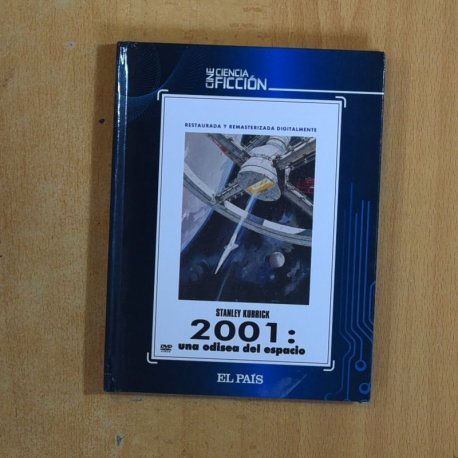 CINE CIENCIA
FICCIÓN
RESTAURADA Y REMASTERIZADA DIGITALMENTE
STANLEY KUBRICK
2001:
DVD una odisea del espacio
EL PAÍS